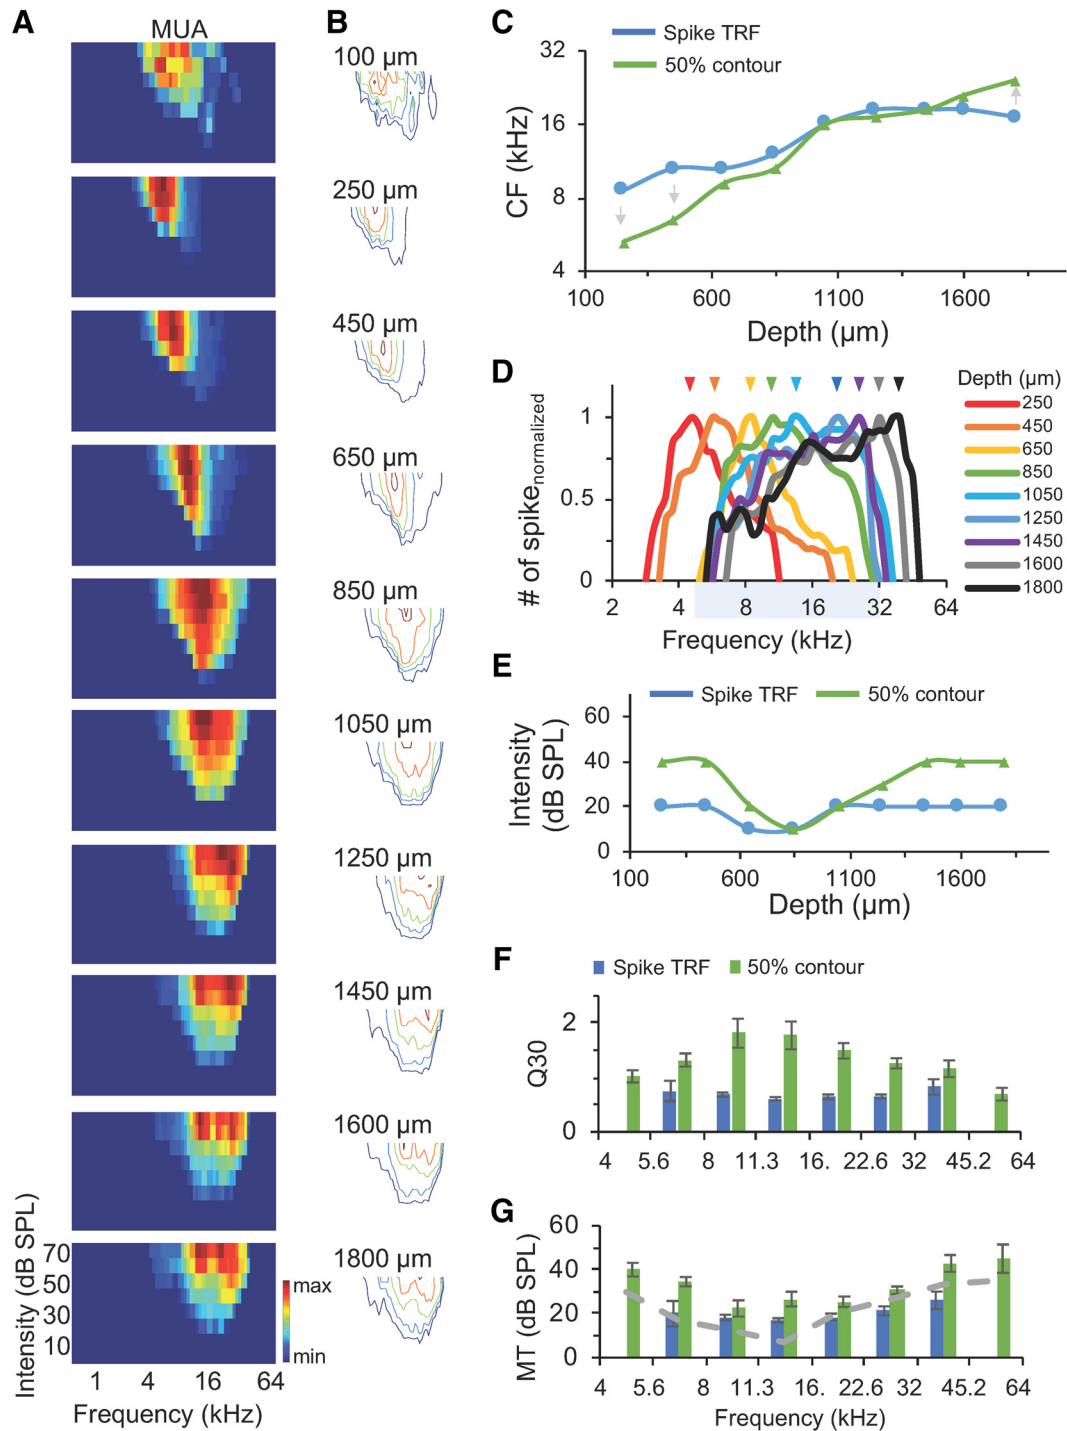 A
MUA
Intensity (dB SPL)
70
50
30
10
max
min
1 4 16 64
Frequency (kHz)
B
100 µm
250 µm
450 µm
650 µm
850 µm
1050 µm
1250 µm
1450 µm
1600 µm
1800 µm
C
Spike TRF
50% contour
CF (kHz)
32
16
8
4
100 600 1100 1600
Depth (µm)
D
# of spikenormalized
1
0.5
0
2 4 8 16 32 64
Frequency (kHz)
Depth (µm)
250
450
650
850
1050
1250
1450
1600
1800
E
Spike TRF 50% contour
Intensity
(dB SPL)
60
40
20
0
100 600 1100 1600
Depth (µm)
F
Spike TRF 50% contour
Q30
2
0
4 5.6 8 11.3 16. 22.6 32 45.2 64
G
MT (dB SPL)
60
40
20
0
4 5.6 8 11.3 16. 22.6 32 45.2 64
Frequency (kHz)